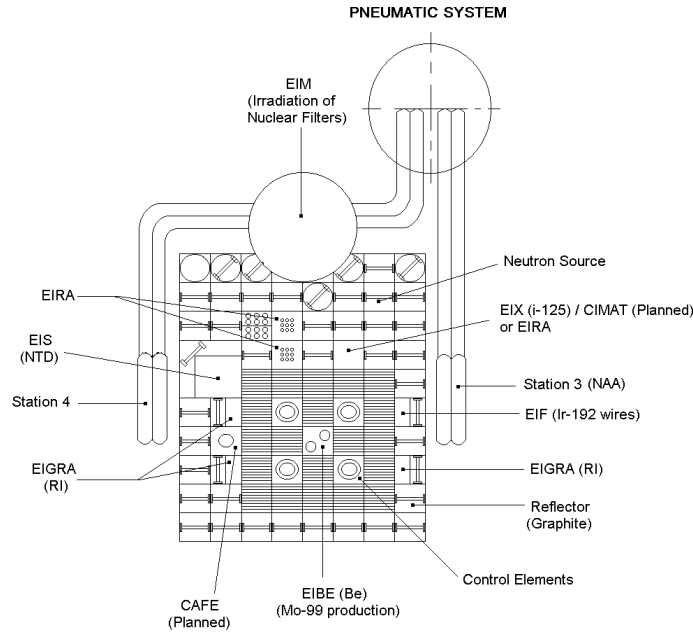 PNEUMATIC SYSTEM
EIM
(Irradiation of
Nuclear Filters)
Neutron Source
EIRA
EIX (i-125) / CIMAT (Planned)
or EIRA
EIS
(NTD)
Station 3 (NAA)
Station 4
EIF (Ir-192 wires)
EIGRA
(RI)
EIGRA (RI)
Reflector
(Graphite)
Control Elements
EIBE (Be)
(Mo-99 production)
CAFE
(Planned)